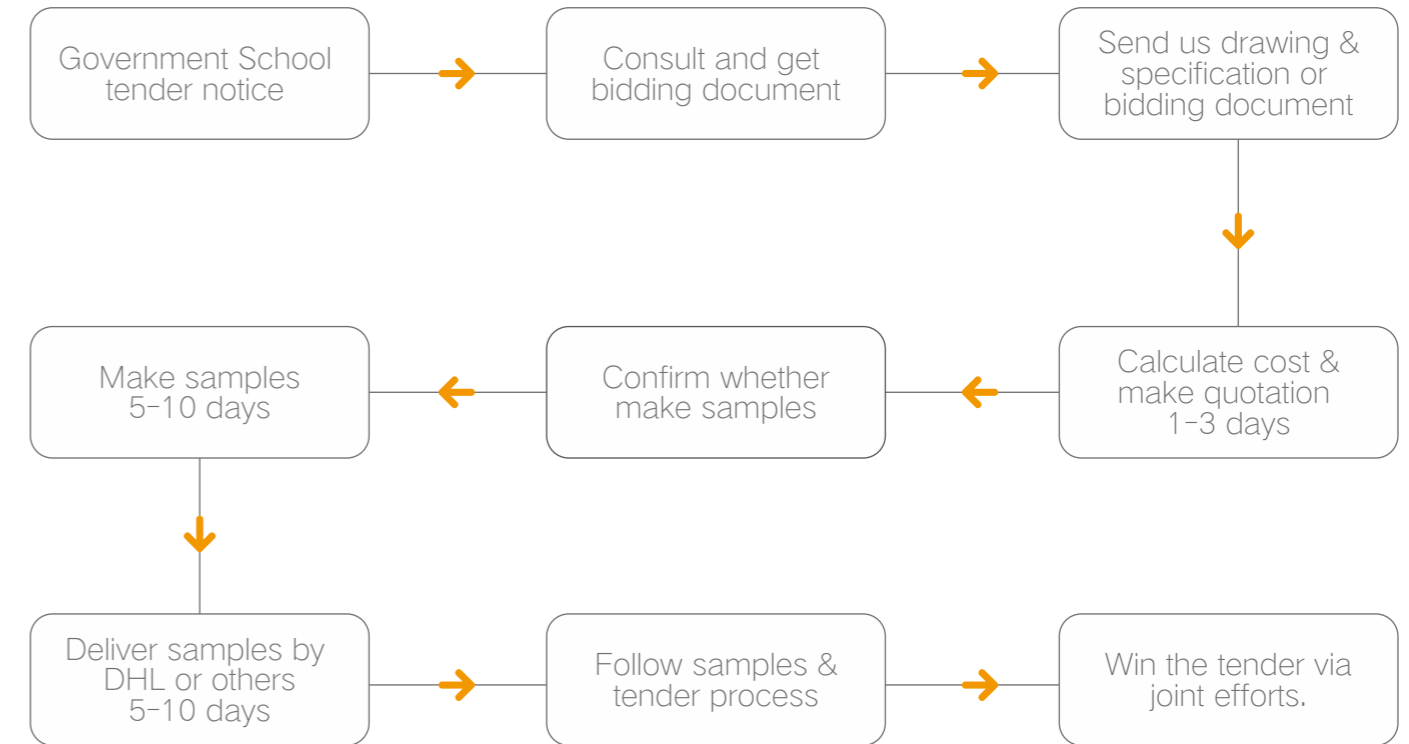 Government School
tender notice
Consult and get
bidding document
Send us drawing &
specification or
bidding document
Calculate cost &
make quotation
1-3 days
Confirm whether
make samples
Make samples
5-10 days
Deliver samples by
DHL or others
5-10 days
Follow samples &
tender process
Win the tender via
joint efforts.